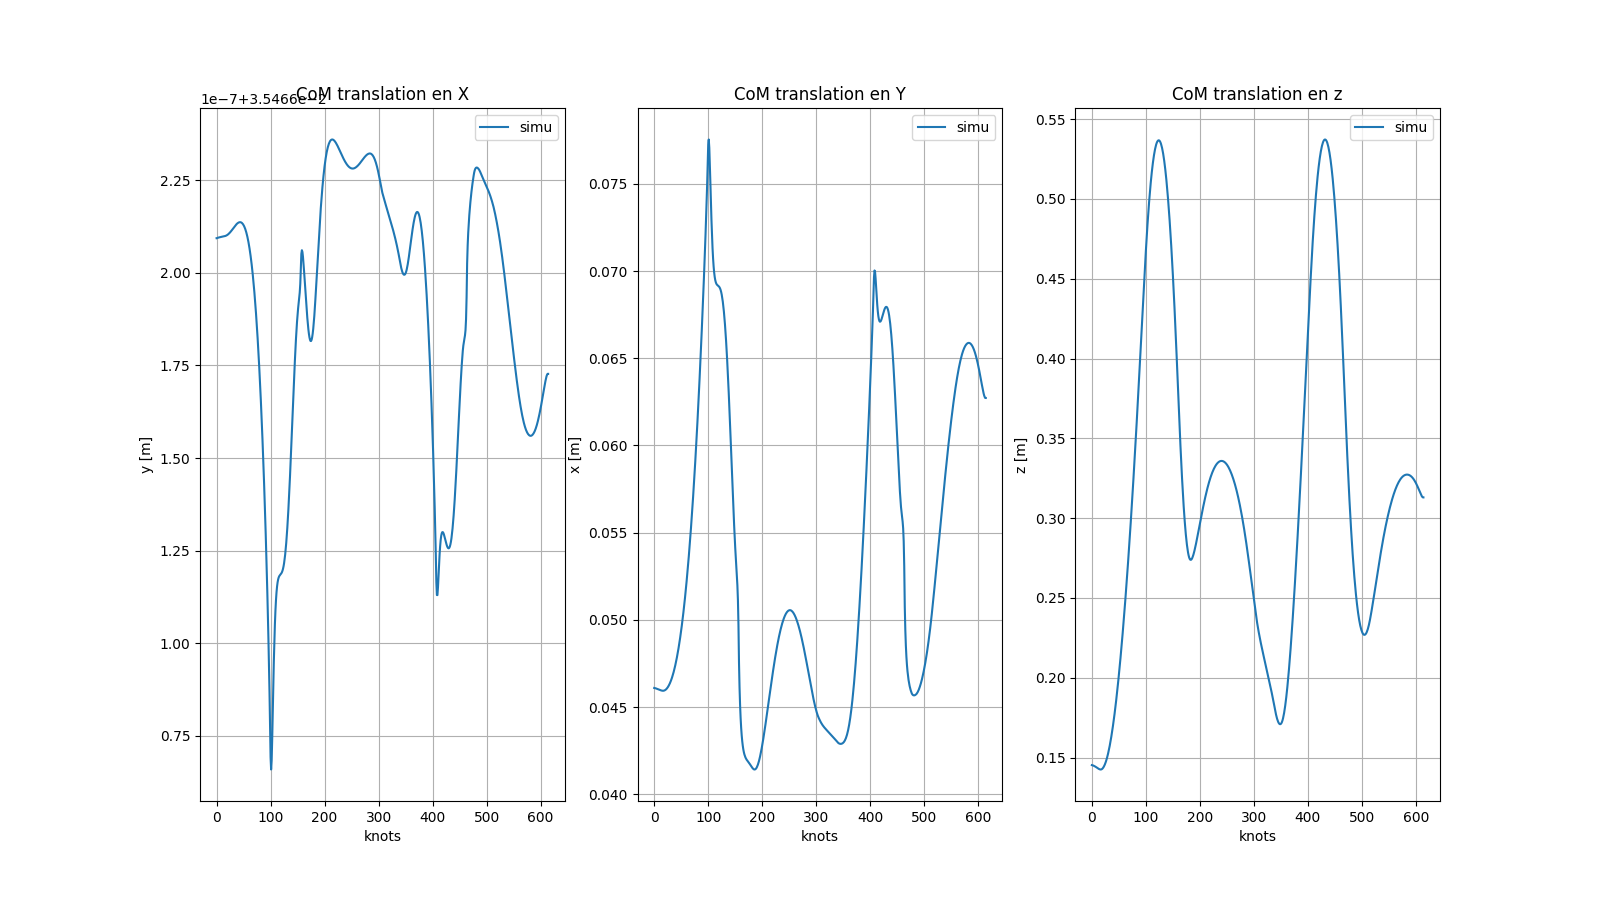 CoM translation en X
1e−7+3.5466e−2
simu
2.25
2.00
1.75
1.50
1.25
1.00
0.75
y [m]
0 100 200 300 400 500 600
knots
CoM translation en Y
simu
0.075
0.070
0.065
0.060
0.055
0.050
0.045
0.040
x [m]
0 100 200 300 400 500 600
knots
CoM translation en z
simu
0.55
0.50
0.45
0.40
0.35
0.30
0.25
0.20
0.15
z [m]
0 100 200 300 400 500 600
knots